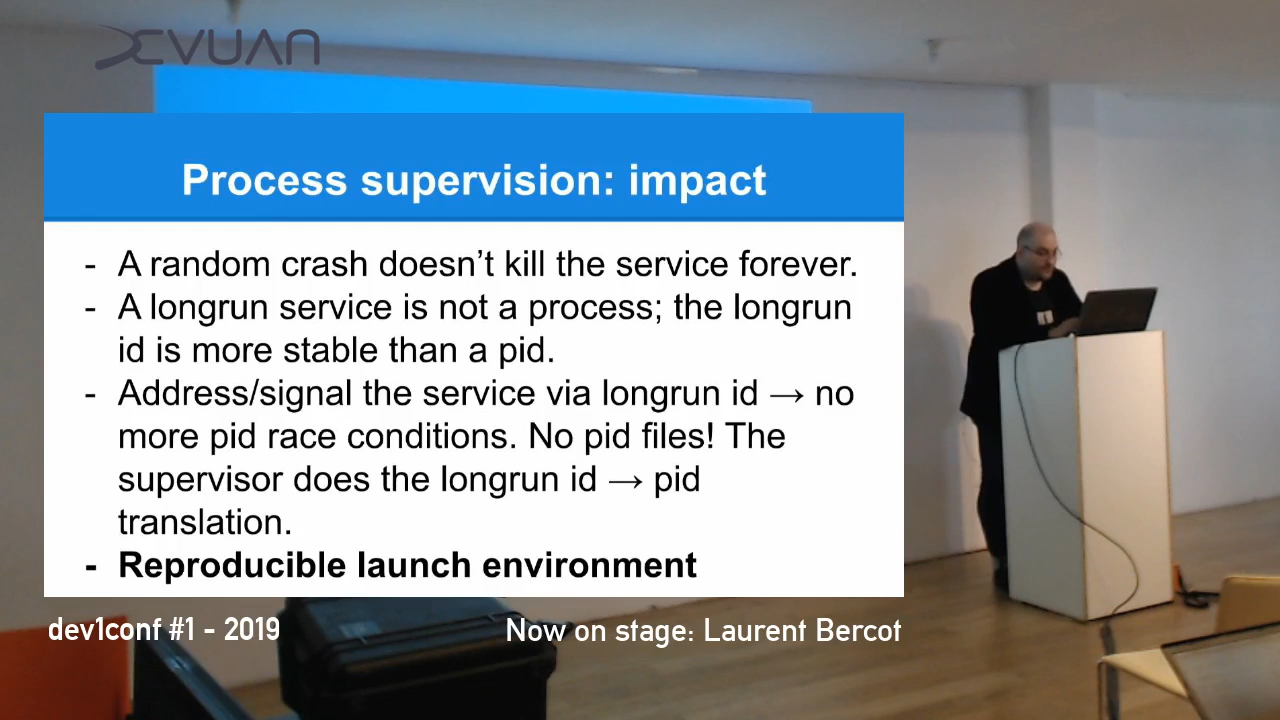 DEVUAN
Process supervision: impact
- A random crash doesn’t kill the service forever.
- A longrun service is not a process; the longrun
id is more stable than a pid.
- Address/signal the service via longrun id → no
more pid race conditions. No pid files! The
supervisor does the longrun id → pid
translation.
- Reproducible launch environment
dev1conf #1 - 2019
Now on stage: Laurent Bercot